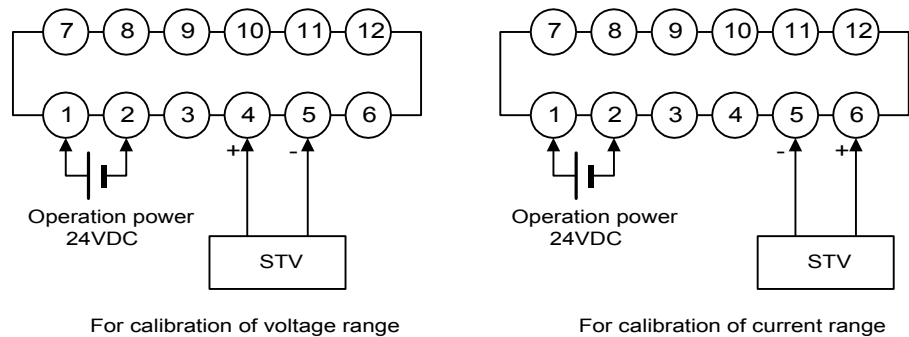 7 8 9 10 11 12
1 2 3 4 5 6
+ -
Operation power
24VDC
STV
For calibration of voltage range
7 8 9 10 11 12
1 2 3 4 5 6
- +
Operation power
24VDC
STV
For calibration of current range